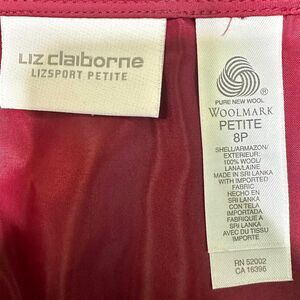 LIZ claiborne
LIZSPORT PETITE
PURE NEW WOOL
WOOLMARK
PETITE
8P
SHELL/ARMAZON/
EXTERIEUR:
100% WOOL/
LANA/LAINE
MADE IN SRI LANKA
WITH IMPORTED
FABRIC
HECHO EN
SRI LANKA
CON TELA
IMPORTADA
FABRIQUE A
SRI LANKA
AVEC DU TISSU
IMPORTE
RN 52002
CA 16396